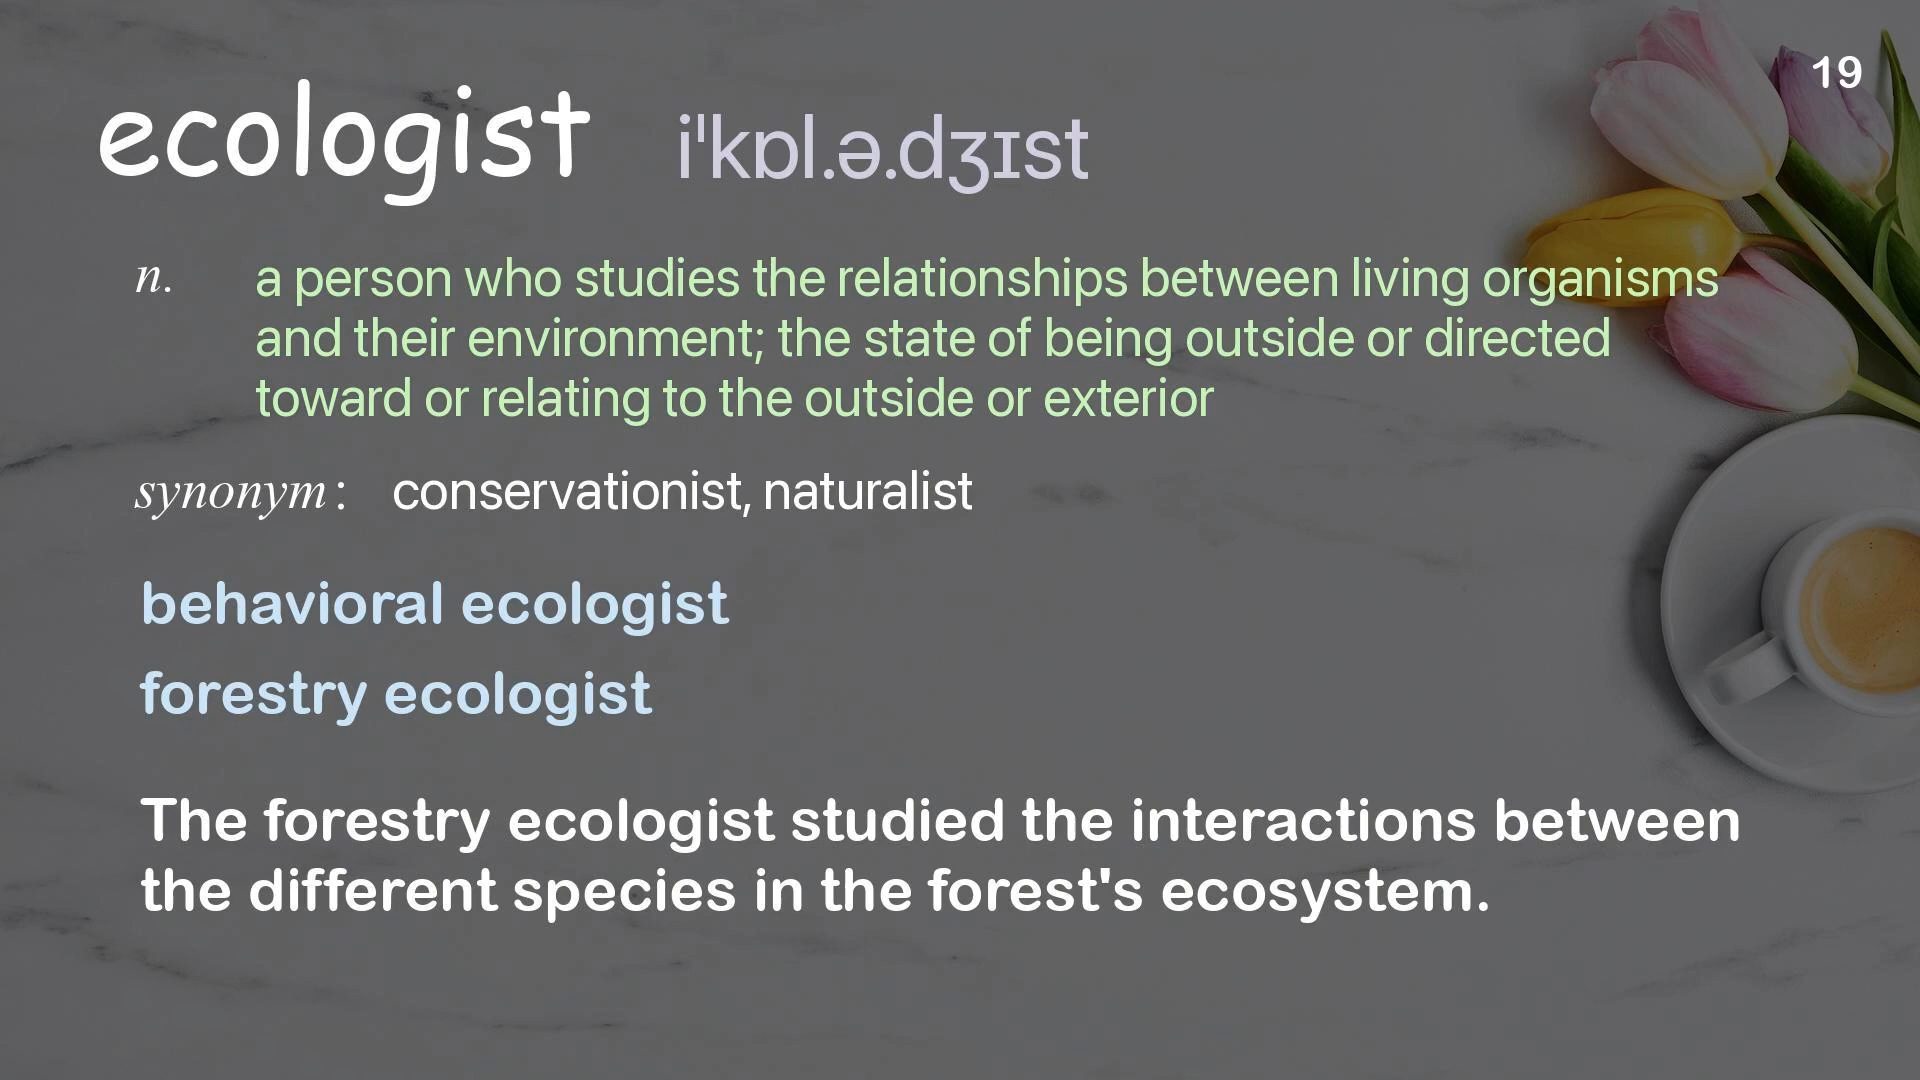 19
ecologist iˈkɒl.ə.dʒɪst
n. a person who studies the relationships between living organisms
and their environment; the state of being outside or directed
toward or relating to the outside or exterior
synonym: conservationist, naturalist
behavioral ecologist
forestry ecologist
The forestry ecologist studied the interactions between
the different species in the forest's ecosystem.